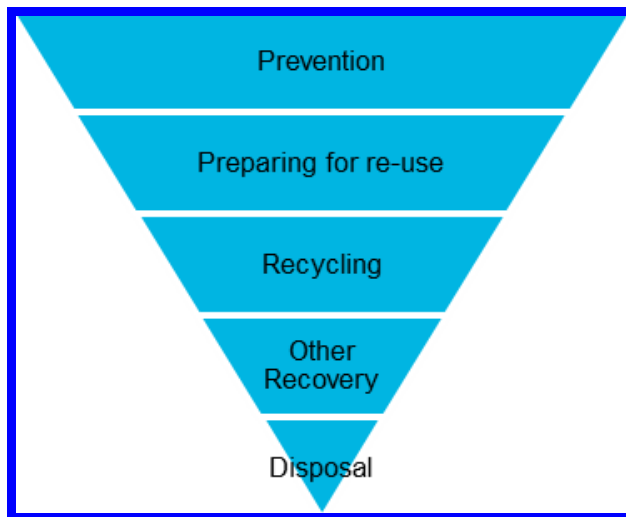 Prevention
Preparing for re-use
Recycling
Other
Recovery
Disposal